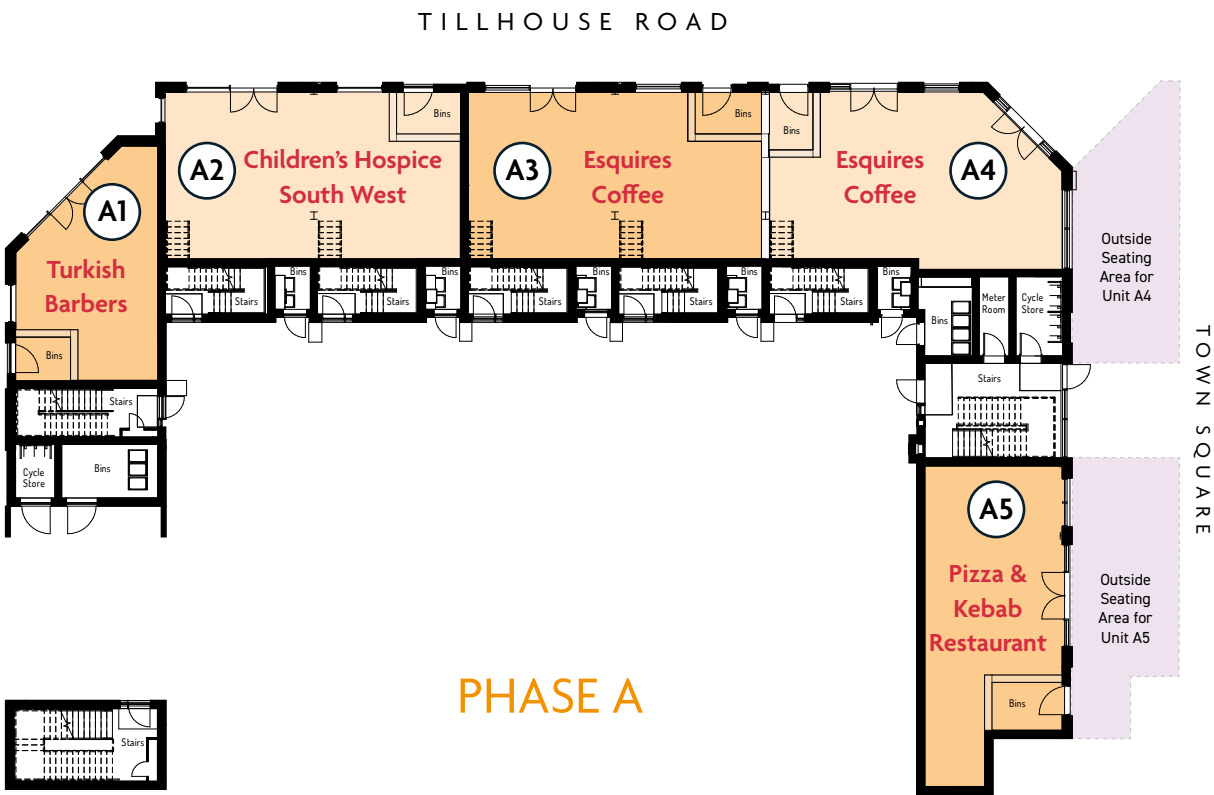 TILLHOUSE ROAD
Bins
Bins
Bins
A2
Children's Hospice
South West
A3
Esquires
Coffee
Esquires
Coffee
A4
A1
Turkish
Barbers
Bins
Outside
Seating
Area for
Unit A4
Stairs
Bins
Stairs
Bins
Stairs
Bins
Stairs
Bins
Stairs
Bins
Bins
Meter
Room
Cycle
Store
TOWN SQUARE
Stairs
Stairs
Cycle
Store
Bins
A5
Pizza &
Kebab
Restaurant
Bins
Outside
Seating
Area for
Unit A5
PHASE A
Stairs